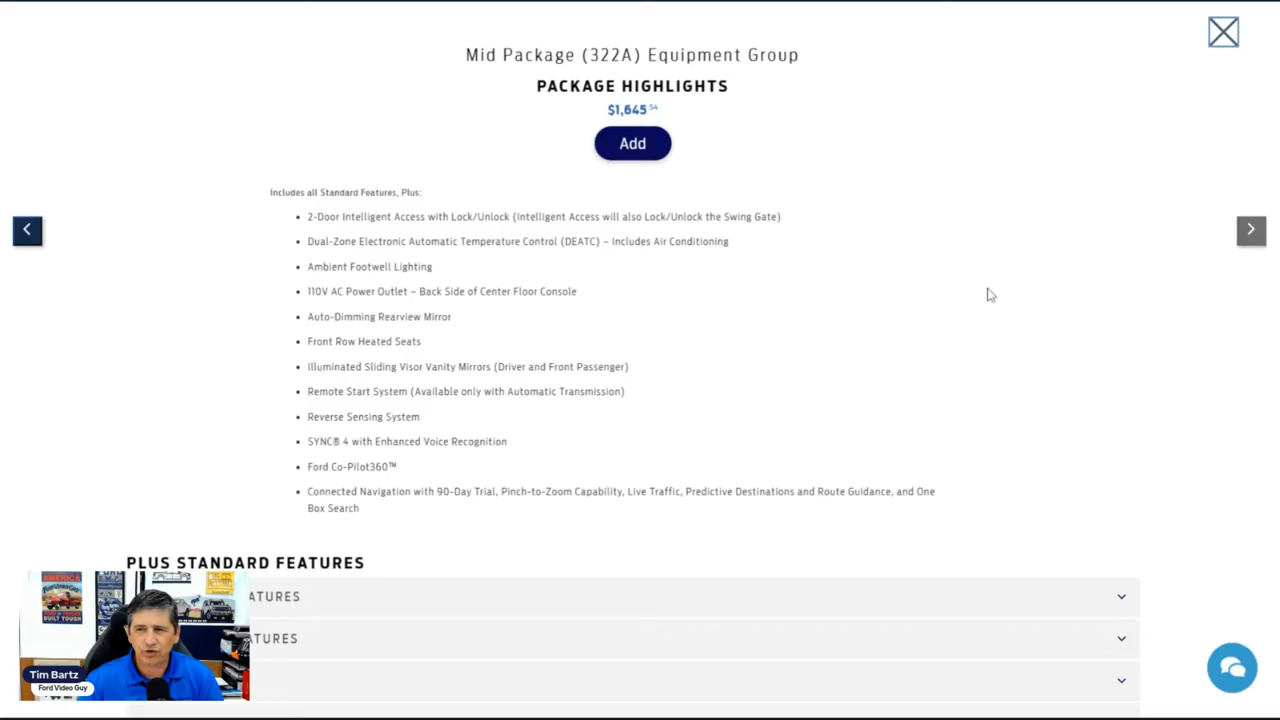 Mid Package (322A) Equipment Group
PACKAGE HIGHLIGHTS
$1,645 54
Add
Includes all Standard Features, Plus:
• 2-Door Intelligent Access with Lock/Unlock (Intelligent Access will also Lock/Unlock the Swing Gate)
• Dual-Zone Electronic Automatic Temperature Control (DEATC) – Includes Air Conditioning
• Ambient Footwell Lighting
• 110V AC Power Outlet – Back Side of Center Floor Console
• Auto-Dimming Rearview Mirror
• Front Row Heated Seats
• Illuminated Sliding Visor Vanity Mirrors (Driver and Front Passenger)
• Remote Start System (Available only with Automatic Transmission)
• Reverse Sensing System
• SYNC® 4 with Enhanced Voice Recognition
• Ford Co-Pilot360™
• Connected Navigation with 90-Day Trial, Pinch-to-Zoom Capability, Live Traffic, Predictive Destinations and Route Guidance, and One
Box Search
PLUS STANDARD FEATURES
ATURES
ATURES
AMERICA
BUILT TOUGH
Tim Bartz
Ford Video Guy